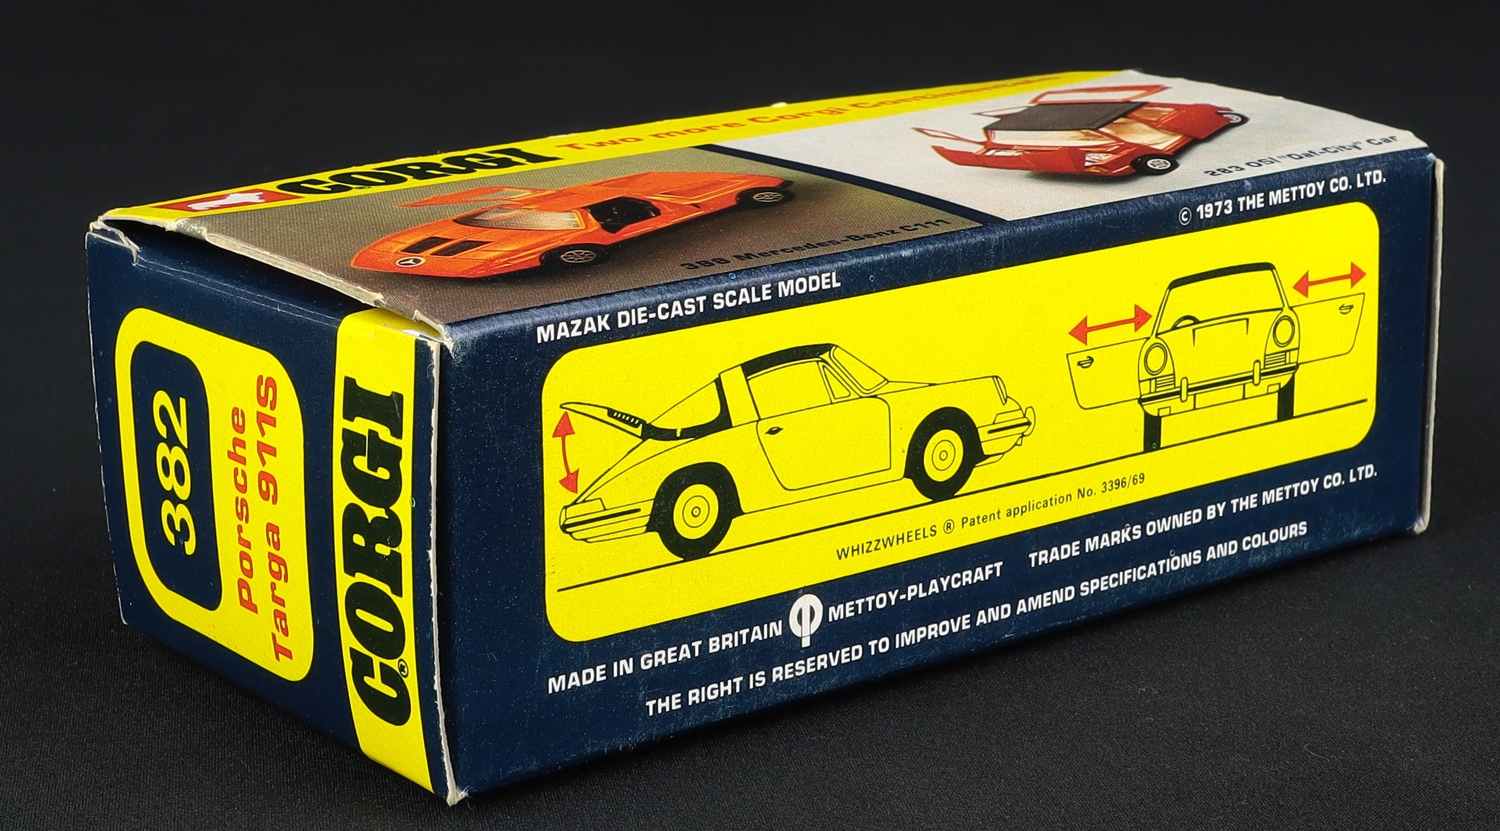 CORGI Two more Corgi Continentals
388 Mercedes-Benz C111
283 OSI "Daf-City" Car
382
Porsche
Targa 911S
CORGI®
MAZAK DIE-CAST SCALE MODEL
© 1973 THE METTOY CO. LTD.
WHIZZWHEELS ® Patent application No. 3396/69
MADE IN GREAT BRITAIN METTOY-PLAYCRAFT TRADE MARKS OWNED BY THE METTOY CO. LTD.
THE RIGHT IS RESERVED TO IMPROVE AND AMEND SPECIFICATIONS AND COLOURS